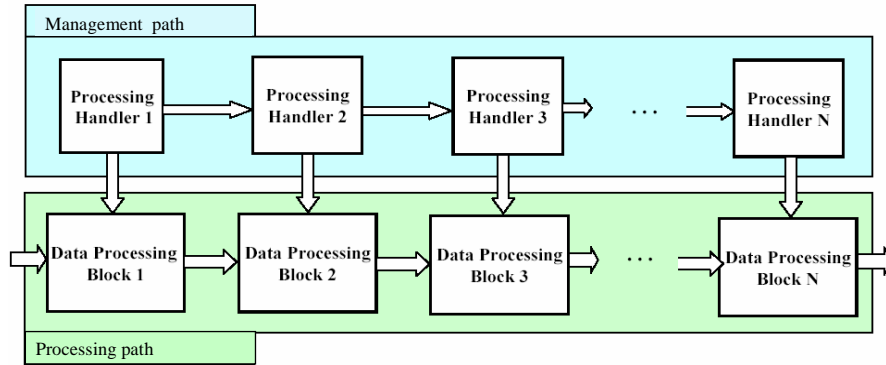 Management path
Processing
Handler 1
Processing
Handler 2
Processing
Handler 3
. . .
Processing
Handler N
Data Processing
Block 1
Data Processing
Block 2
Data Processing
Block 3
. . .
Data Processing
Block N
Processing path